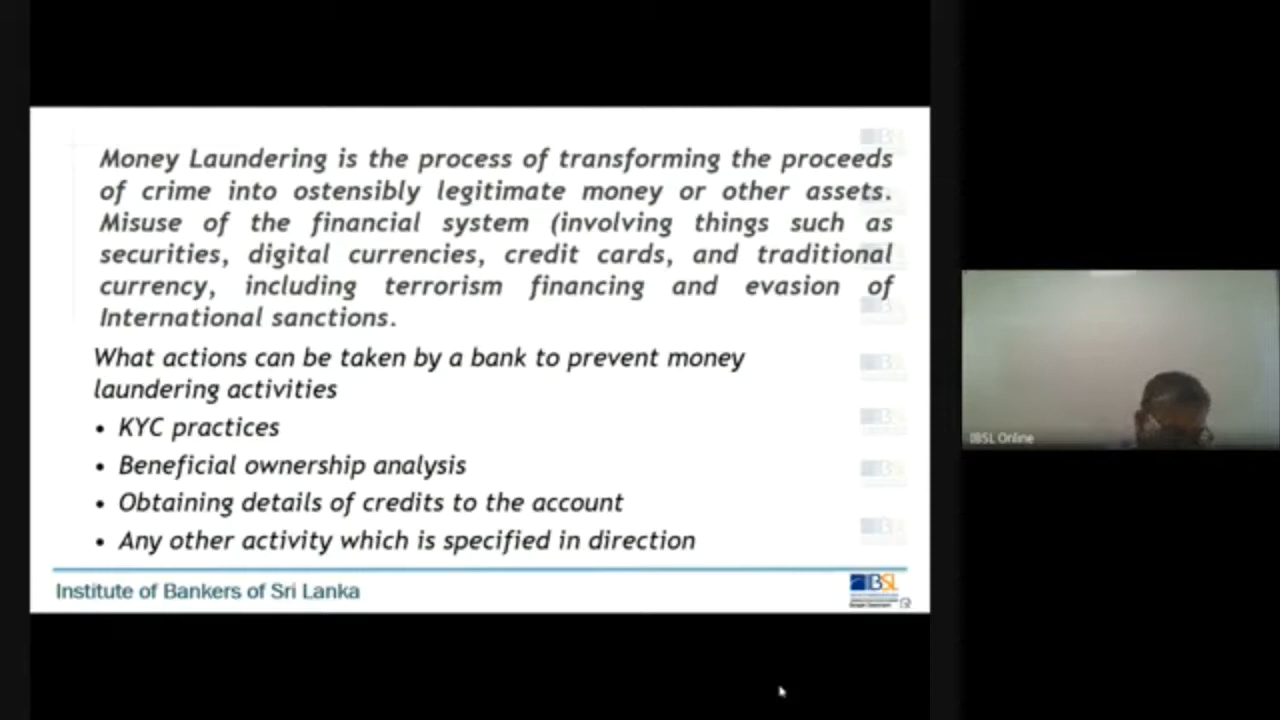 Money Laundering is the process of transforming the proceeds
of crime into ostensibly legitimate money or other assets.
Misuse of the financial system (involving things such as
securities, digital currencies, credit cards, and traditional
currency, including terrorism financing and evasion of
International sanctions.
What actions can be taken by a bank to prevent money
laundering activities
• KYC practices
• Beneficial ownership analysis
• Obtaining details of credits to the account
• Any other activity which is specified in direction
Institute of Bankers of Sri Lanka
IBSL
IBSL Online